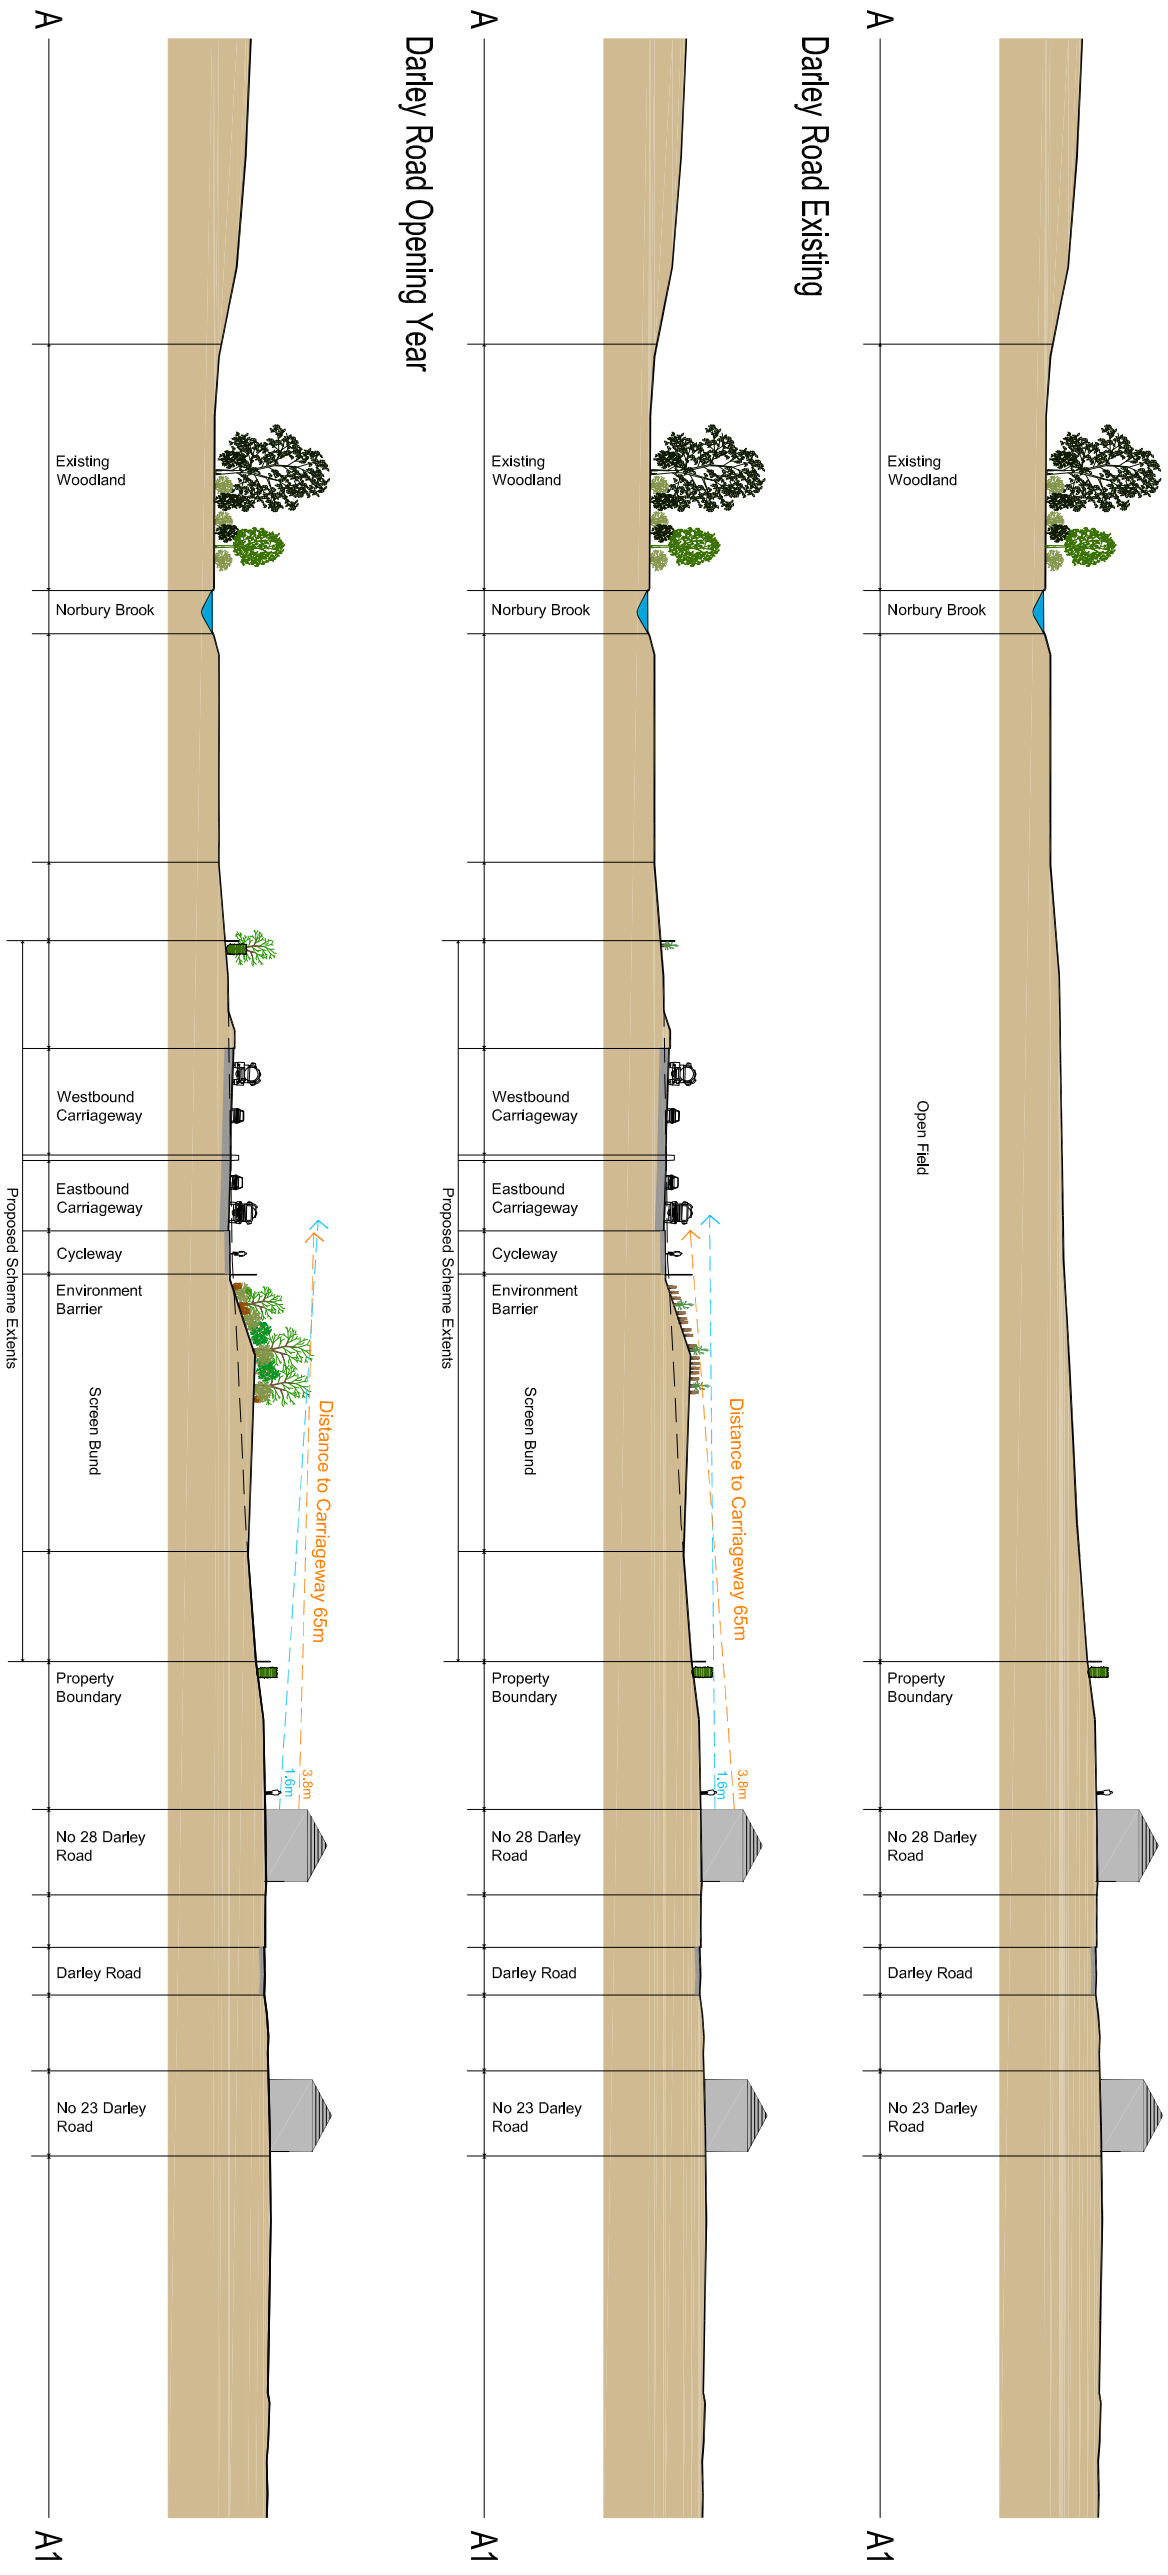 A
Existing
Woodland
Norbury Brook
Open Field
Property
Boundary
No 28 Darley
Road
Darley Road
No 23 Darley
Road
A1
Darley Road Existing
A
Existing
Woodland
Norbury Brook
Westbound
Carriageway
Eastbound
Carriageway
Cycleway
Environment
Barrier
Screen Bund
Distance to Carriageway 65m
3.8m
1.6m
Property
Boundary
No 28 Darley
Road
Darley Road
No 23 Darley
Road
A1
Proposed Scheme Extents
Darley Road Opening Year
A
Existing
Woodland
Norbury Brook
Westbound
Carriageway
Eastbound
Carriageway
Cycleway
Environment
Barrier
Screen Bund
Distance to Carriageway 65m
3.8m
1.6m
Property
Boundary
No 28 Darley
Road
Darley Road
No 23 Darley
Road
A1
Proposed Scheme Extents